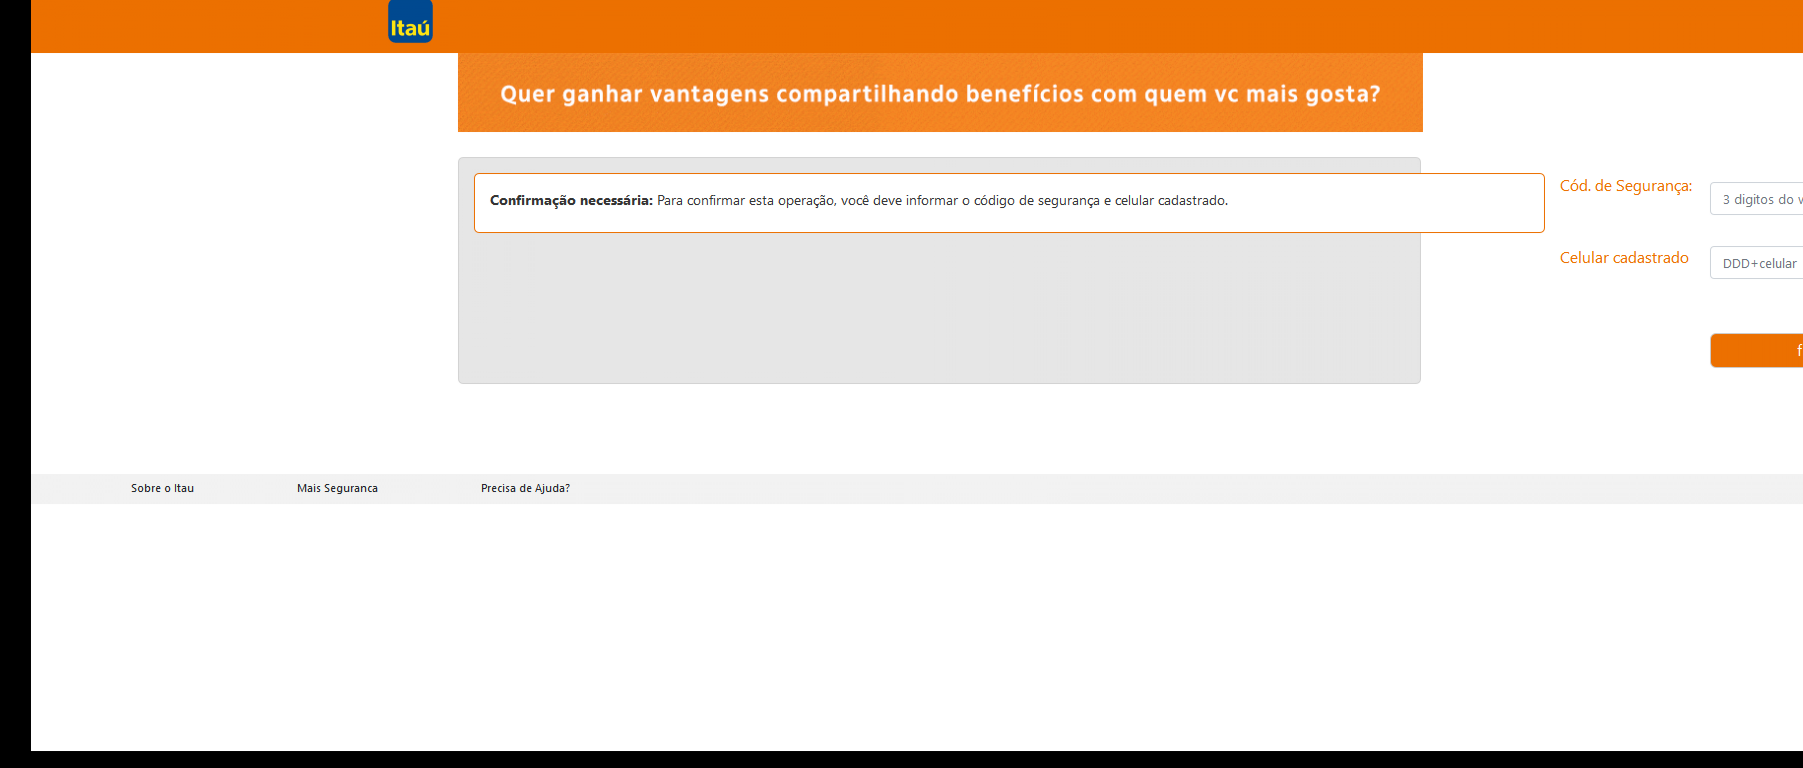 Itaú
Quer ganhar vantagens compartilhando benefícios com quem vc mais gosta?
Confirmação necessária: Para confirmar esta operação, você deve informar o código de segurança e celular cadastrado.
Cód. de Segurança:
3 digitos do
Celular cadastrado
DDD+celular
Sobre o Itau
Mais Seguranca
Precisa de Ajuda?